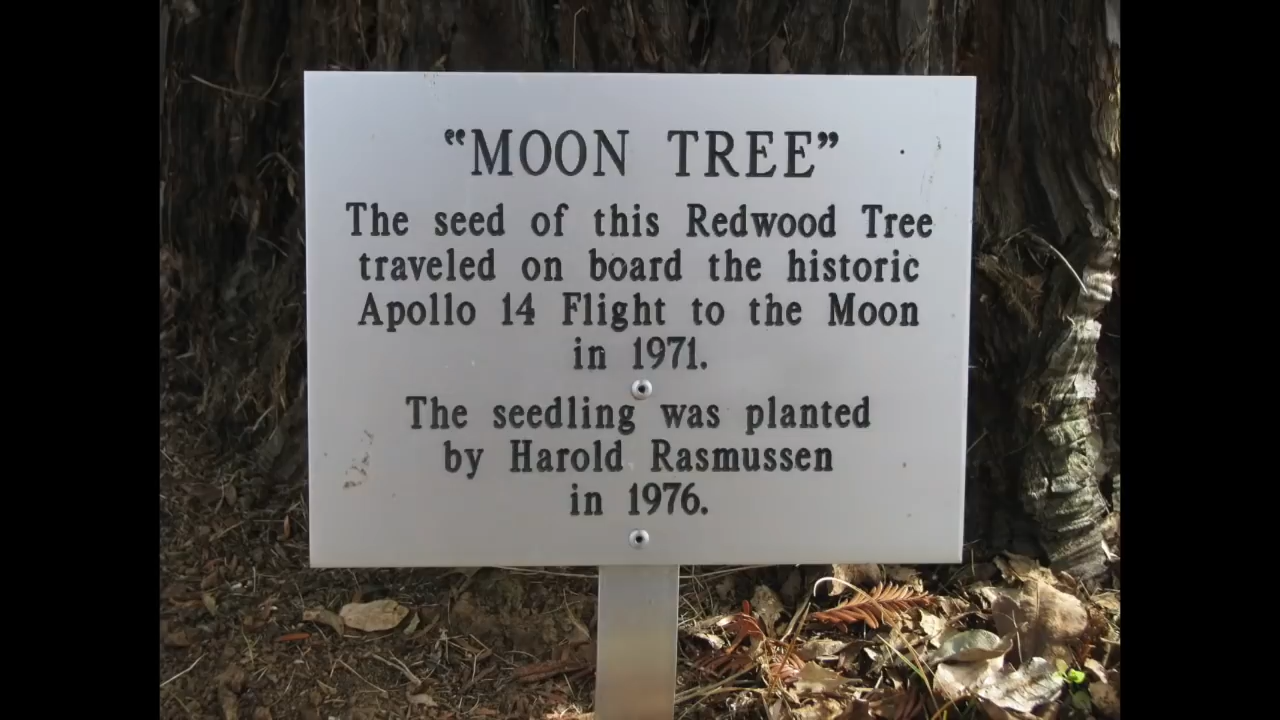 “MOON TREE”
The seed of this Redwood Tree
traveled on board the historic
Apollo 14 Flight to the Moon
in 1971.
The seedling was planted
by Harold Rasmussen
in 1976.